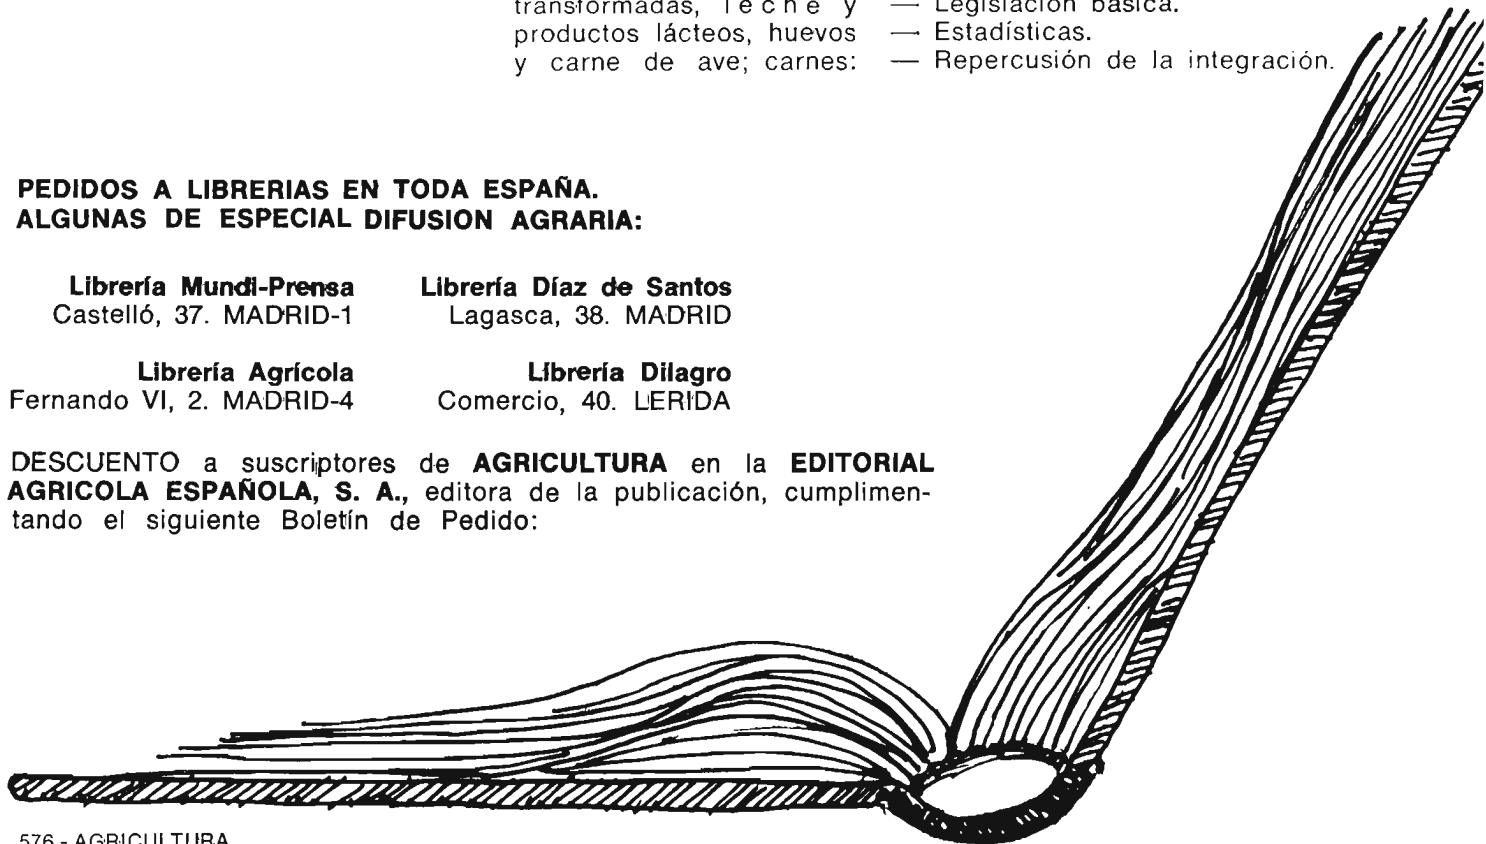 transformadas, leche y
productos lácteos, huevos
y carne de ave; carnes:
— Legislación básica.
— Estadísticas.
— Repercusión de la integración.
PEDIDOS A LIBRERIAS EN TODA ESPAÑA.
ALGUNAS DE ESPECIAL DIFUSION AGRARIA:
Librería Mundi-Prensa
Castelló, 37. MADRID-1
Librería Díaz de Santos
Lagasca, 38. MADRID
Librería Agrícola
Fernando VI, 2. MADRID-4
Librería Dilagro
Comercio, 40. LERIDA
DESCUENTO a suscriptores de AGRICULTURA en la EDITORIAL
AGRICOLA ESPAÑOLA, S. A., editora de la publicación, cumplimen-
tando el siguiente Boletín de Pedido:
576 - AGRICULTURA